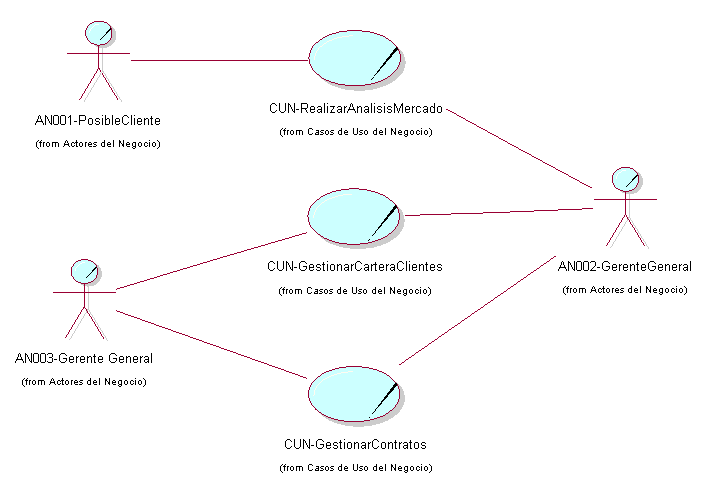 AN001-PosibleCliente
(from Actores del Negocio)
CUN-RealizarAnalisisMercado
(from Casos de Uso del Negocio)
CUN-GestionarCarteraClientes
(from Casos de Uso del Negocio)
AN002-GerenteGeneral
(from Actores del Negocio)
AN003-Gerente General
(from Actores del Negocio)
CUN-GestionarContratos
(from Casos de Uso del Negocio)